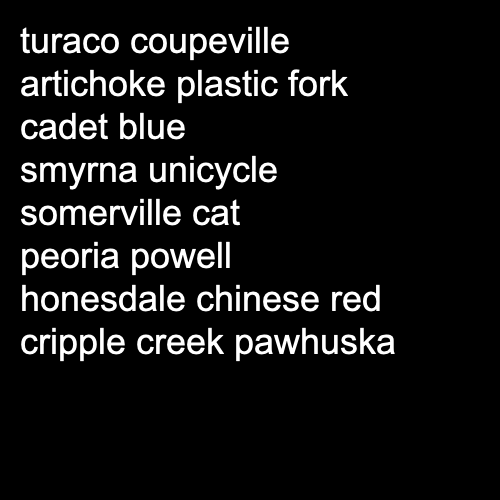 turaco coupeville
artichoke plastic fork
cadet blue
smyrna unicycle
somerville cat
peoria powell
honesdale chinese red
cripple creek pawhuska